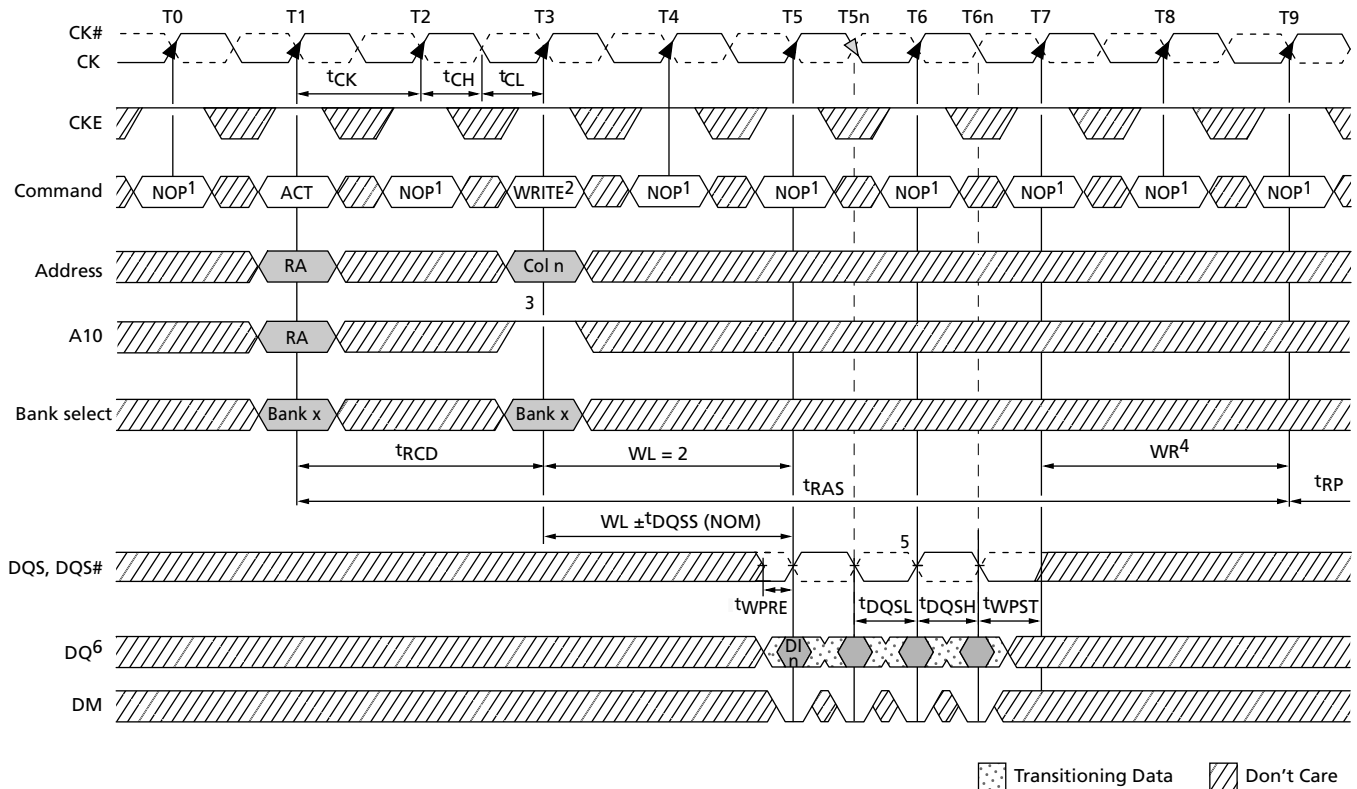 T0 T1 T2 T3 T4 T5 T5n T6 T6n T7 T8 T9
CK#
CK
tCK tCH tCL
CKE
Command NOP1 ACT NOP1 WRITE2 NOP1 NOP1 NOP1 NOP1 NOP1 NOP1
Address RA Col n
3
A10 RA
Bank select Bank x Bank x
tRCD WL = 2 WR4
tRAS tRP
WL ±tDQSS (NOM)
5
DQS, DQS#
tWPRE tDQSL tDQSH tWPST
DQ6 DI
n
DM
Transitioning Data Don't Care